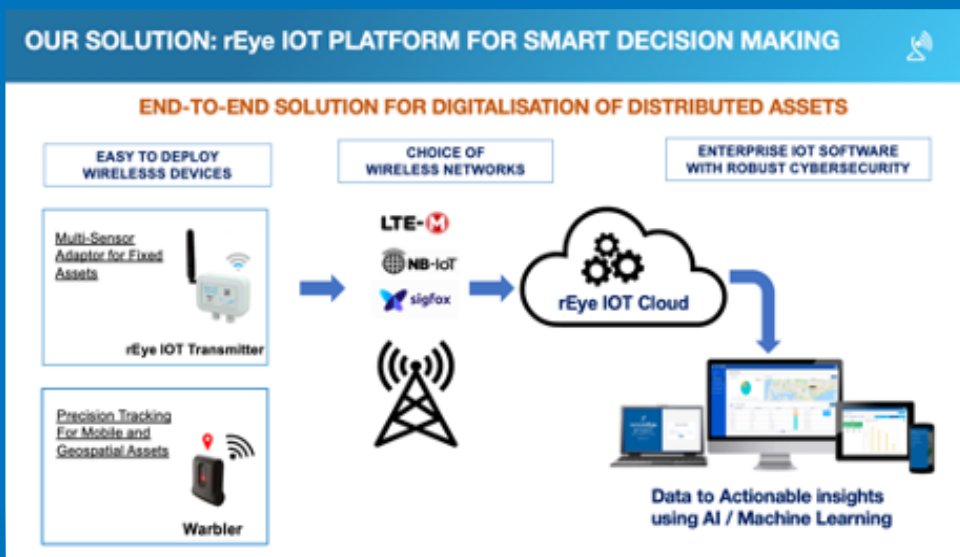 OUR SOLUTION: rEye IOT PLATFORM FOR SMART DECISION MAKING
END-TO-END SOLUTION FOR DIGITALISATION OF DISTRIBUTED ASSETS
EASY TO DEPLOY
WIRELESSS DEVICES
CHOICE OF
WIRELESS NETWORKS
ENTERPRISE IOT SOFTWARE
WITH ROBUST CYBERSECURITY
Multi-Sensor
Adaptor for Fixed
Assets
rEye IOT Transmitter
Precision Tracking
For Mobile and
Geospatial Assets
Warbler
LTE-M
NB-IoT
sigfox
rEye IOT Cloud
Data to Actionable insights
using AI / Machine Learning